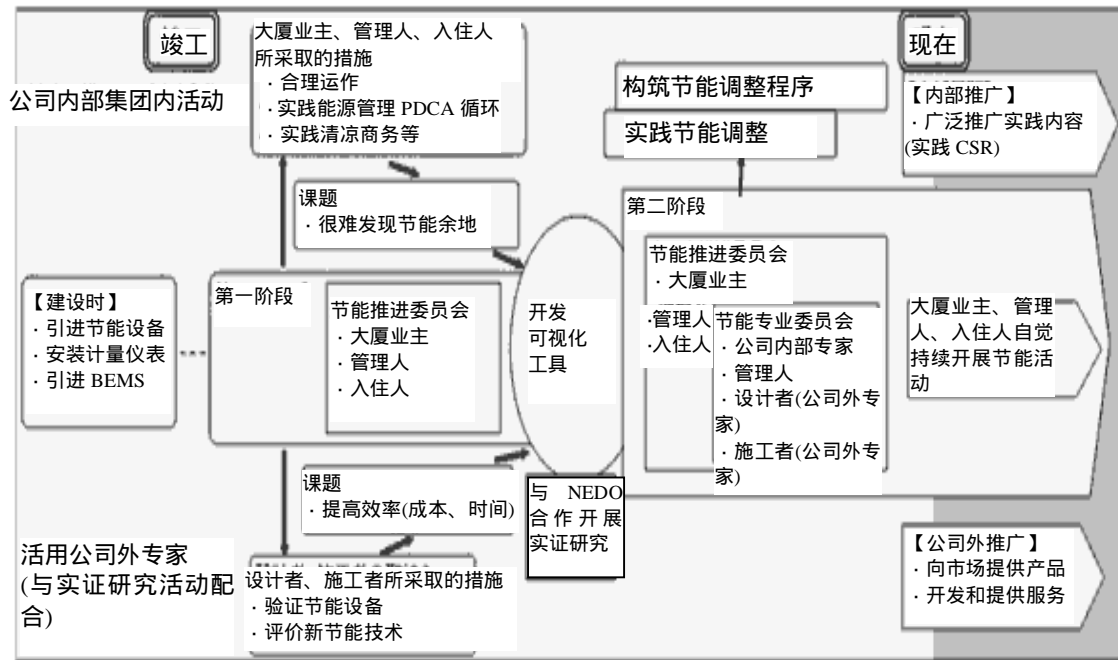 竣工
现在
公司内部集团内活动
大厦业主、管理人、入住人
所采取的措施
· 合理运作
· 实践能源管理 PDCA 循环
· 实践清凉商务等
构筑节能调整程序
实践节能调整
【内部推广】
· 广泛推广实践内容
(实践 CSR)
课题
· 很难发现节能余地
【建设时】
· 引进节能设备
· 安装计量仪表
· 引进 BEMS
第一阶段
节能推进委员会
· 大厦业主
· 管理人
· 入住人
开发
可视化
工具
第二阶段
节能推进委员会
· 大厦业主
·管理人
·入住人
节能专业委员会
· 公司内部专家
· 管理人
· 设计者(公司外专
家)
· 施工者(公司外专
家)
大厦业主、管理
人、入住人自觉
持续开展节能活
动
课题
· 提高效率(成本、时间)
与 NEDO
合作开展
实证研究
活用公司外专家
(与实证研究活动配
合)
设计者、施工者所采取的措施
· 验证节能设备
· 评价新节能技术
【公司外推广】
· 向市场提供产品
· 开发和提供服务